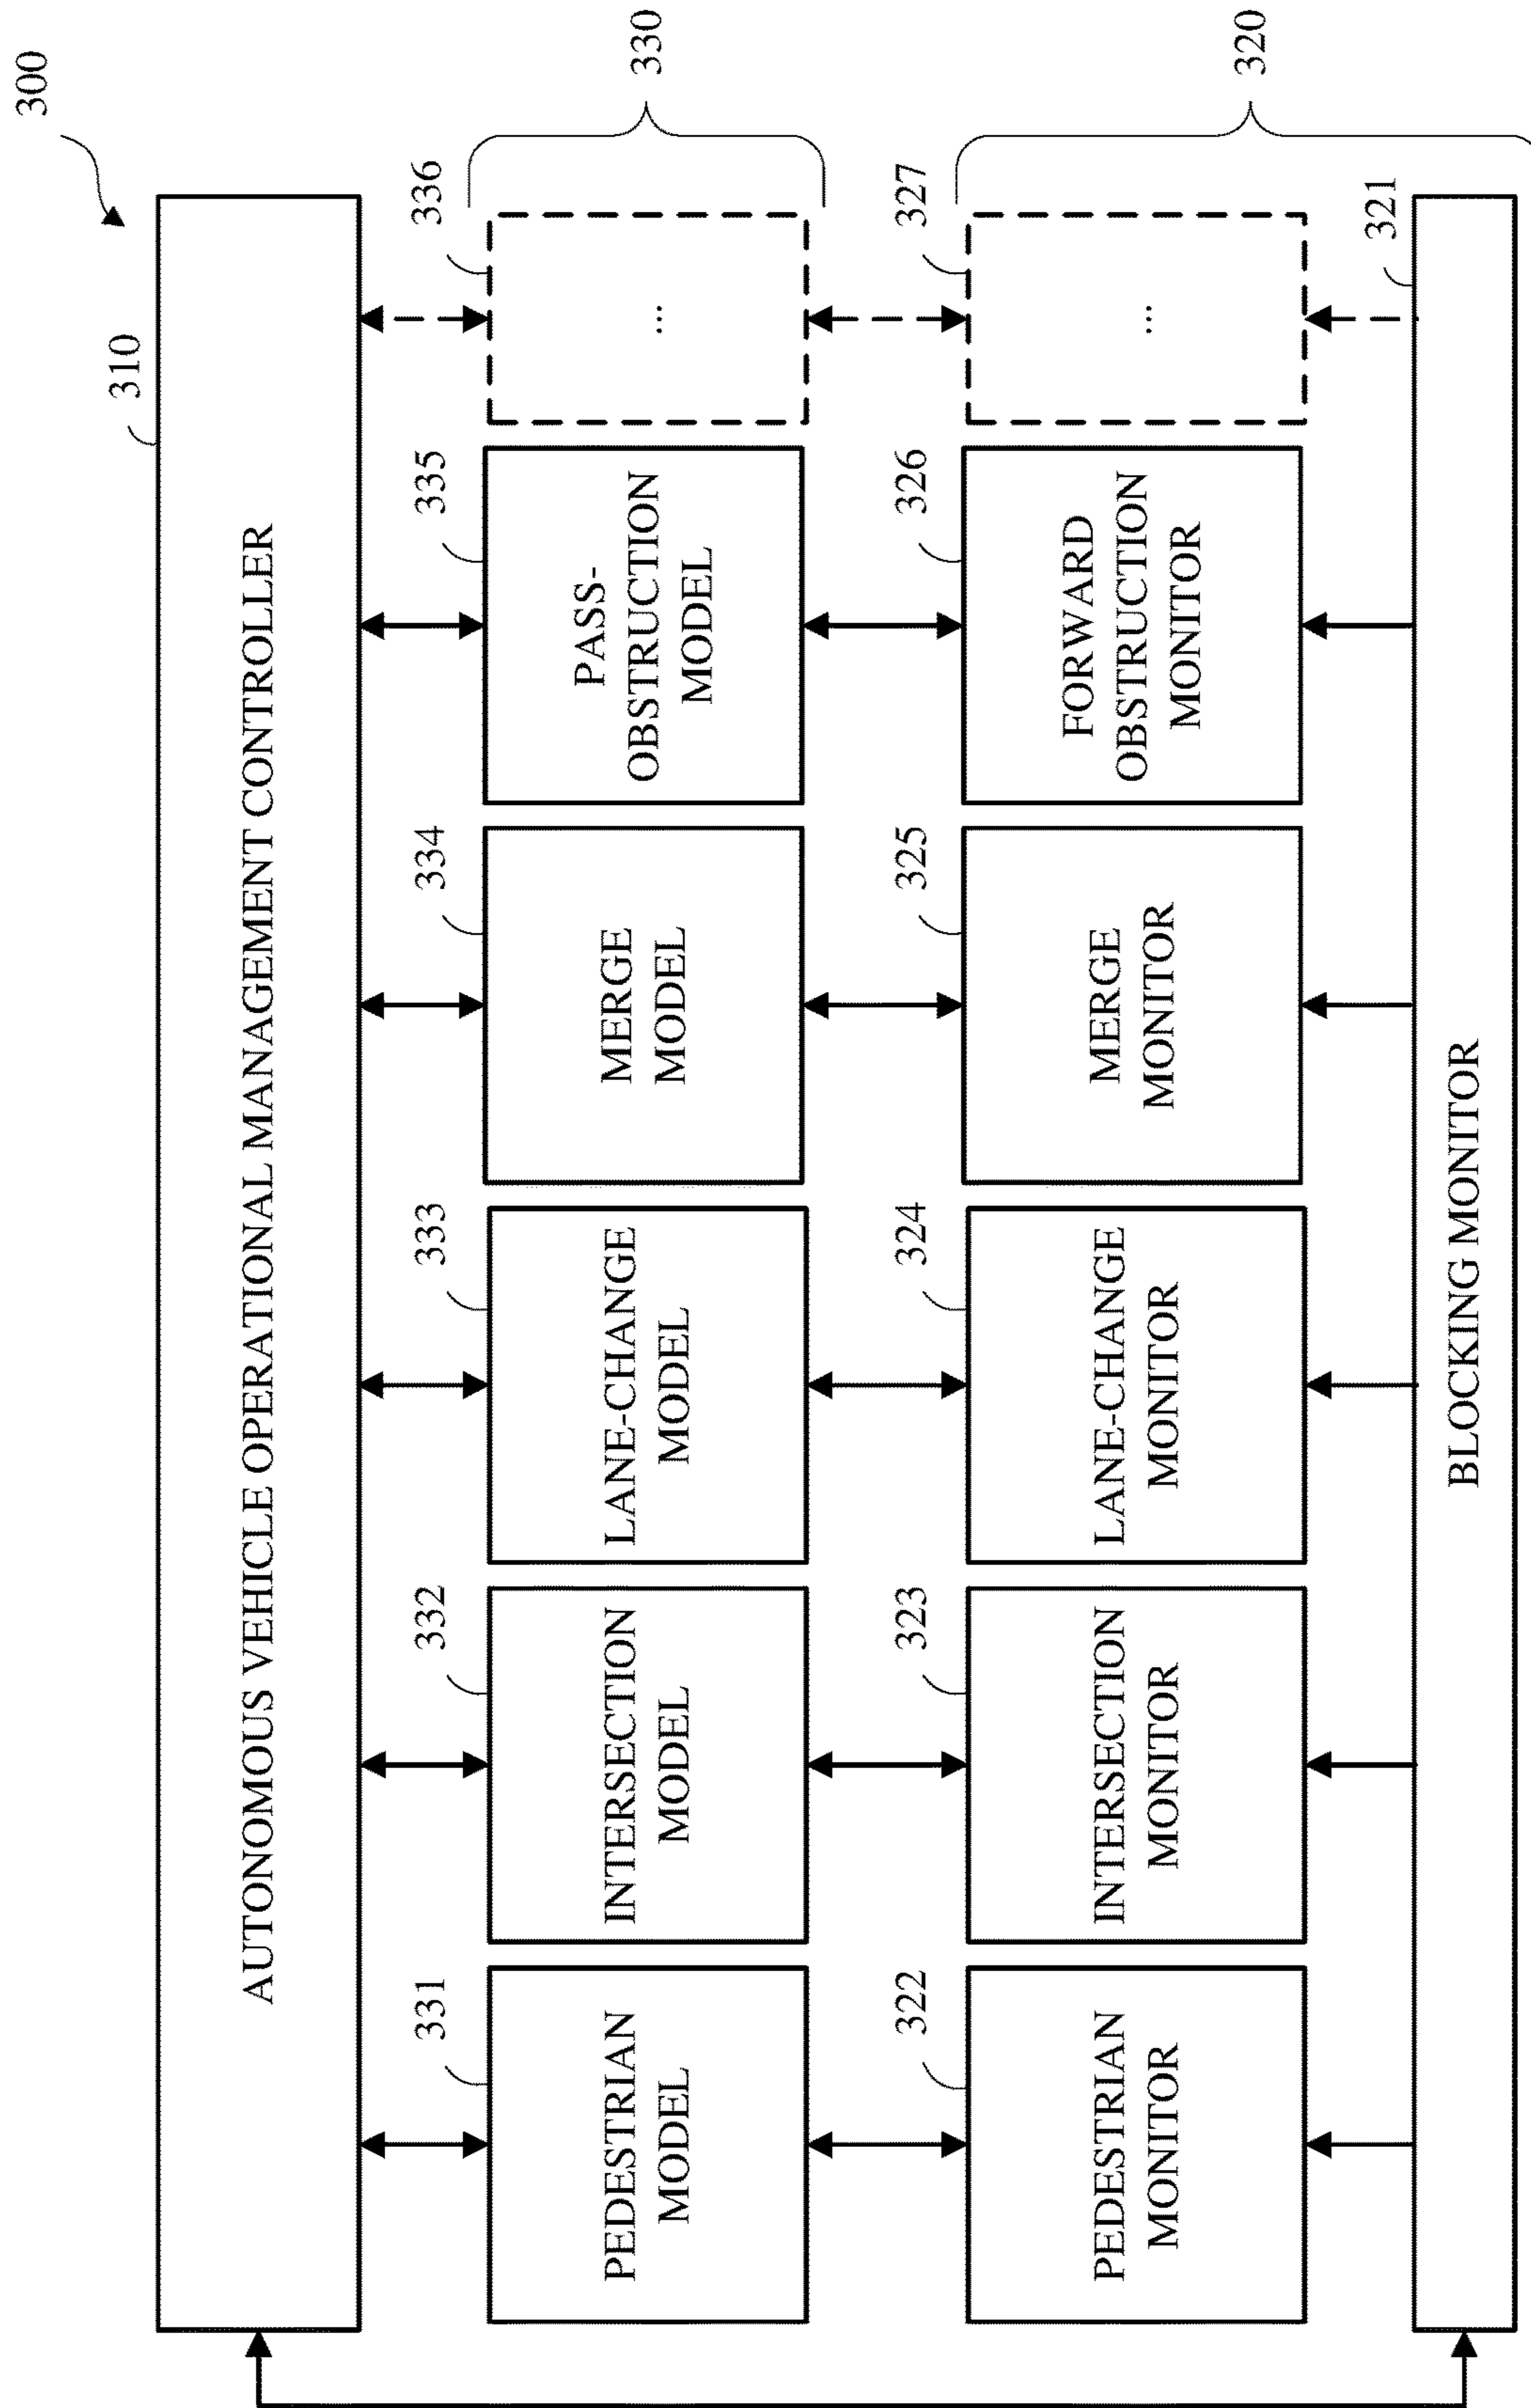 300
310
AUTONOMOUS VEHICLE OPERATIONAL MANAGEMENT CONTROLLER
331
PEDESTRIAN
MODEL
332
INTERSECTION
MODEL
333
LANE-CHANGE
MODEL
334
MERGE
MODEL
335
PASS-
OBSTRUCTION
MODEL
336
...
330
322
PEDESTRIAN
MONITOR
323
INTERSECTION
MONITOR
324
LANE-CHANGE
MONITOR
325
MERGE
MONITOR
326
FORWARD
OBSTRUCTION
MONITOR
327
...
320
321
BLOCKING MONITOR